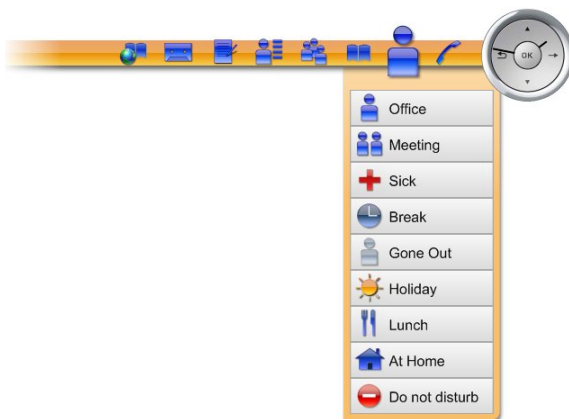 OK
Office
Meeting
Sick
Break
Gone Out
Holiday
Lunch
At Home
Do not disturb